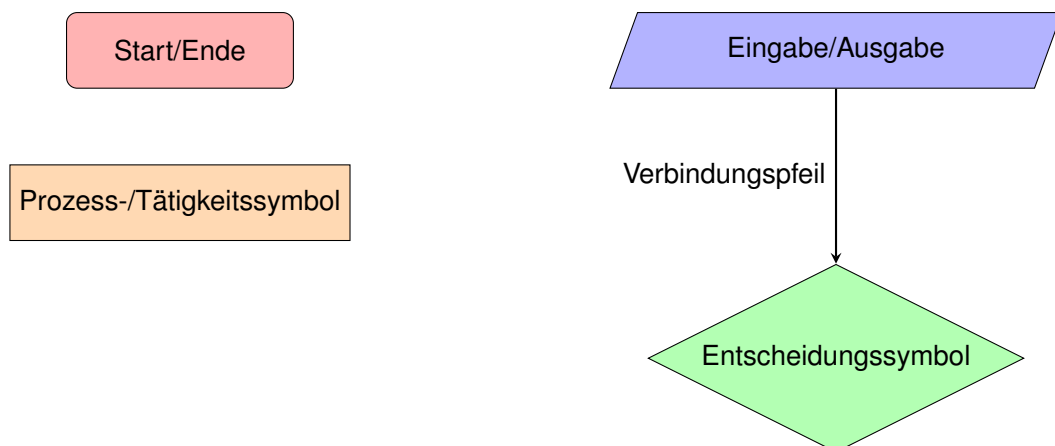 Start/Ende
Eingabe/Ausgabe
Prozess-/Tätigkeitssymbol
Verbindungspfeil
Entscheidungssymbol